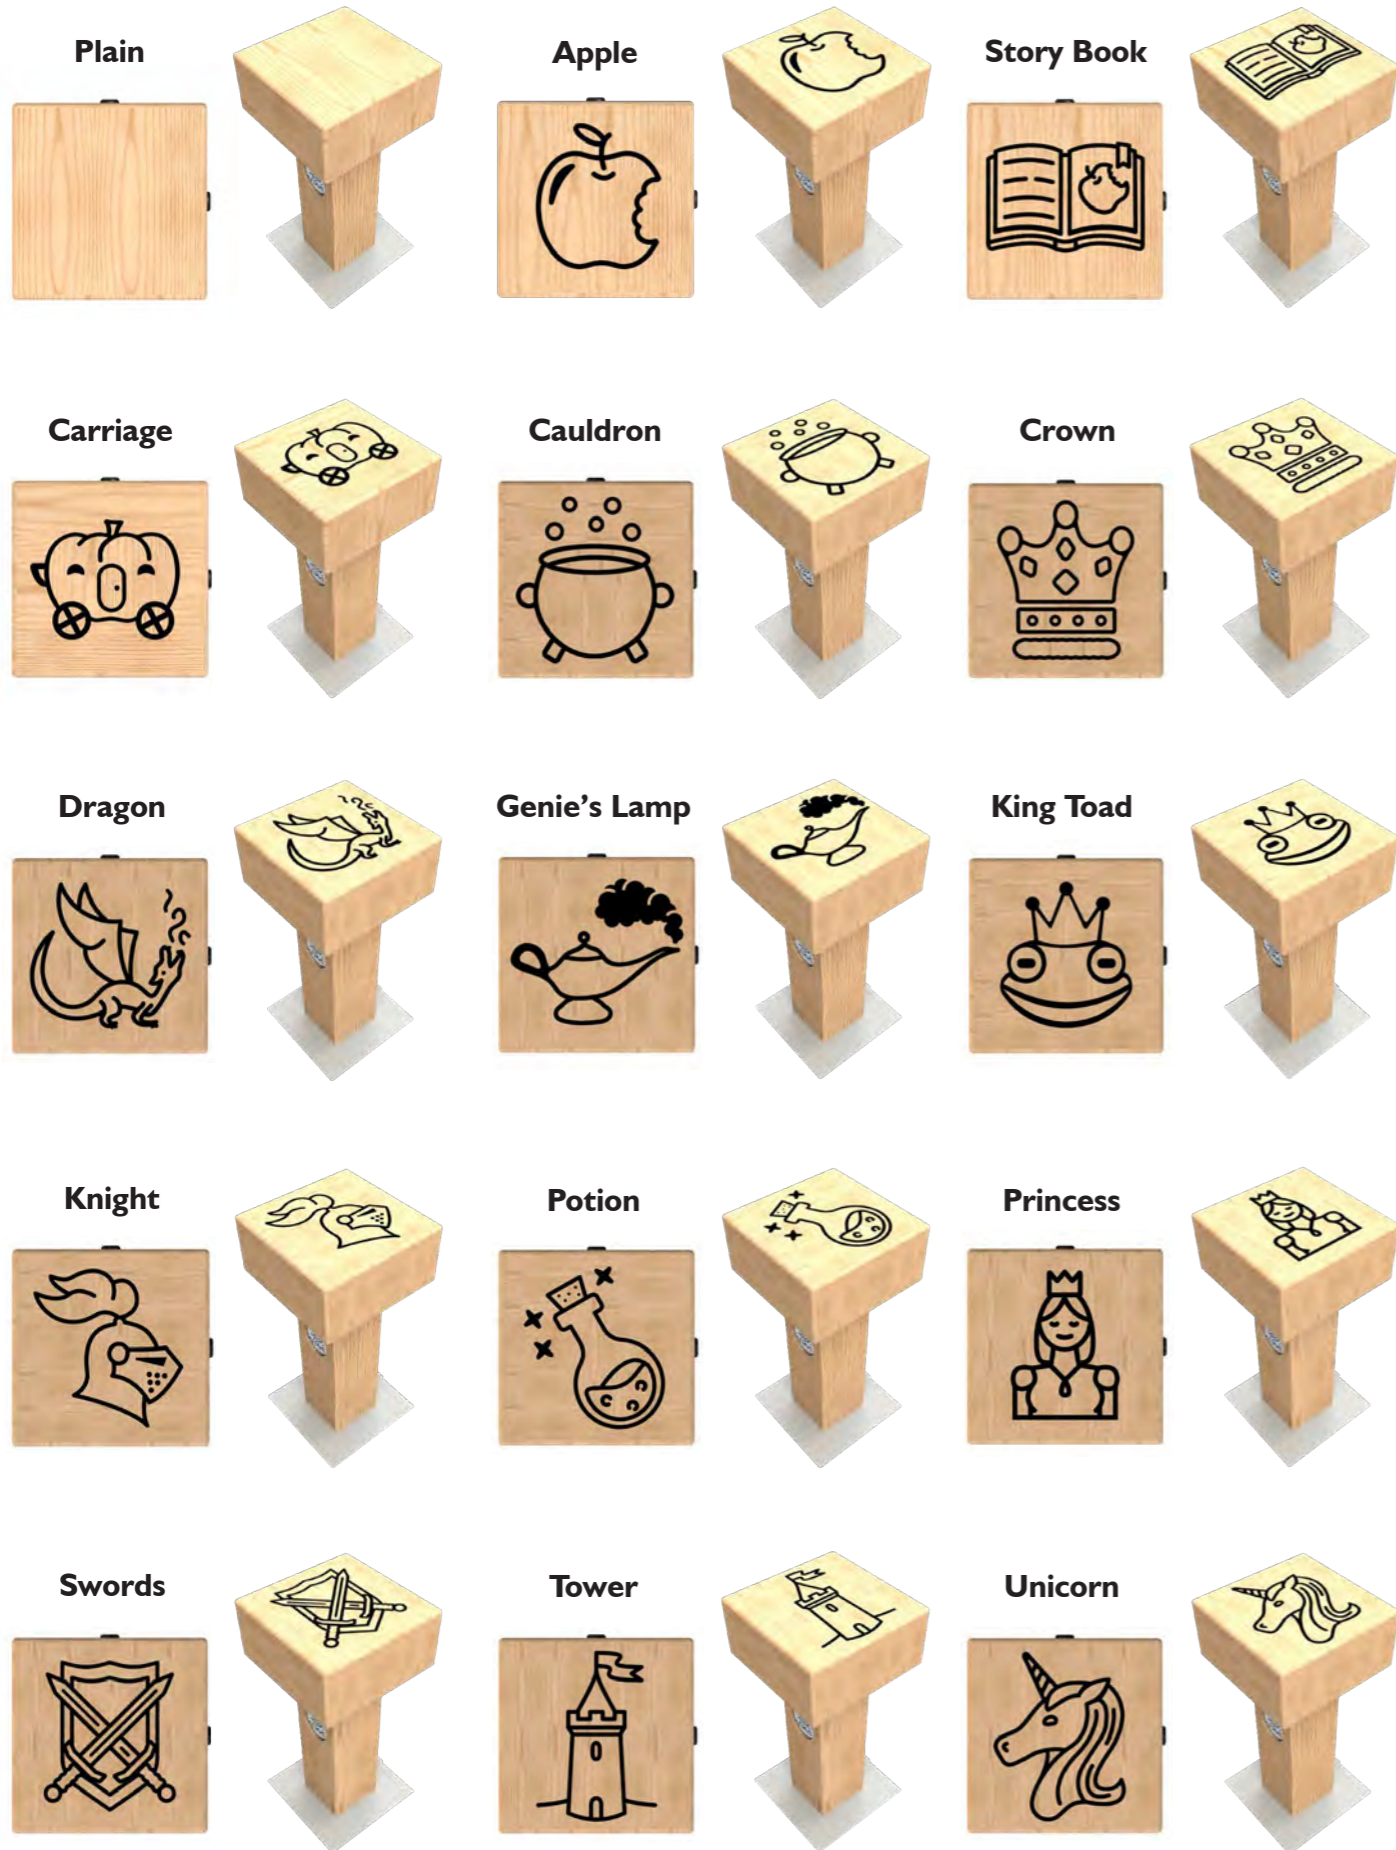 Plain
Apple
Story Book
Carriage
Cauldron
Crown
Dragon
Genie's Lamp
King Toad
Knight
Potion
Princess
Swords
Tower
Unicorn